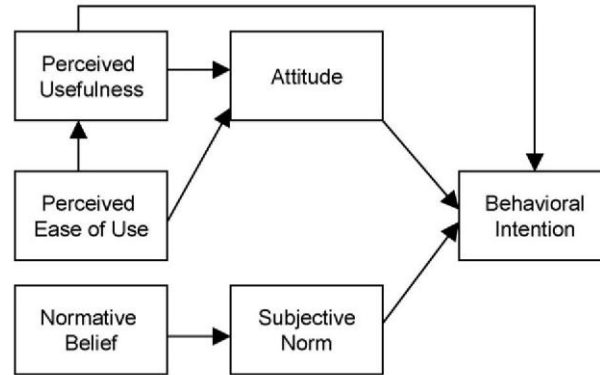 Perceived
Usefulness
Attitude
Perceived
Ease of Use
Behavioral
Intention
Normative
Belief
Subjective
Norm